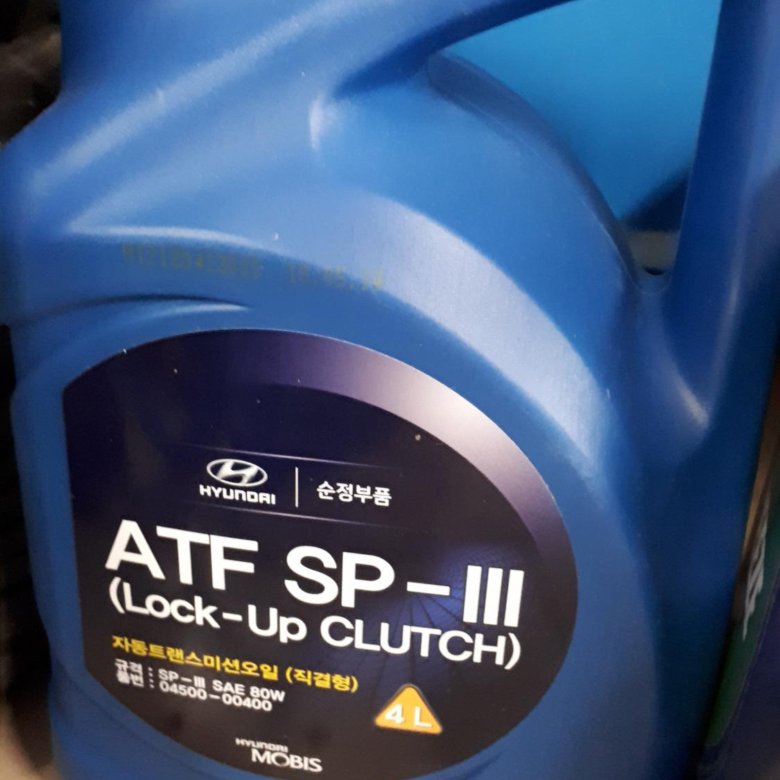 HYUNDAI
순정부품
ATF SP-III
(Lock-Up CLUTCH)
자동트랜스미션오일 (직결형)
규격 : SP-III SAE 80W
품번 : 04500-00400
4 L
HYUNDAI
MOBIS